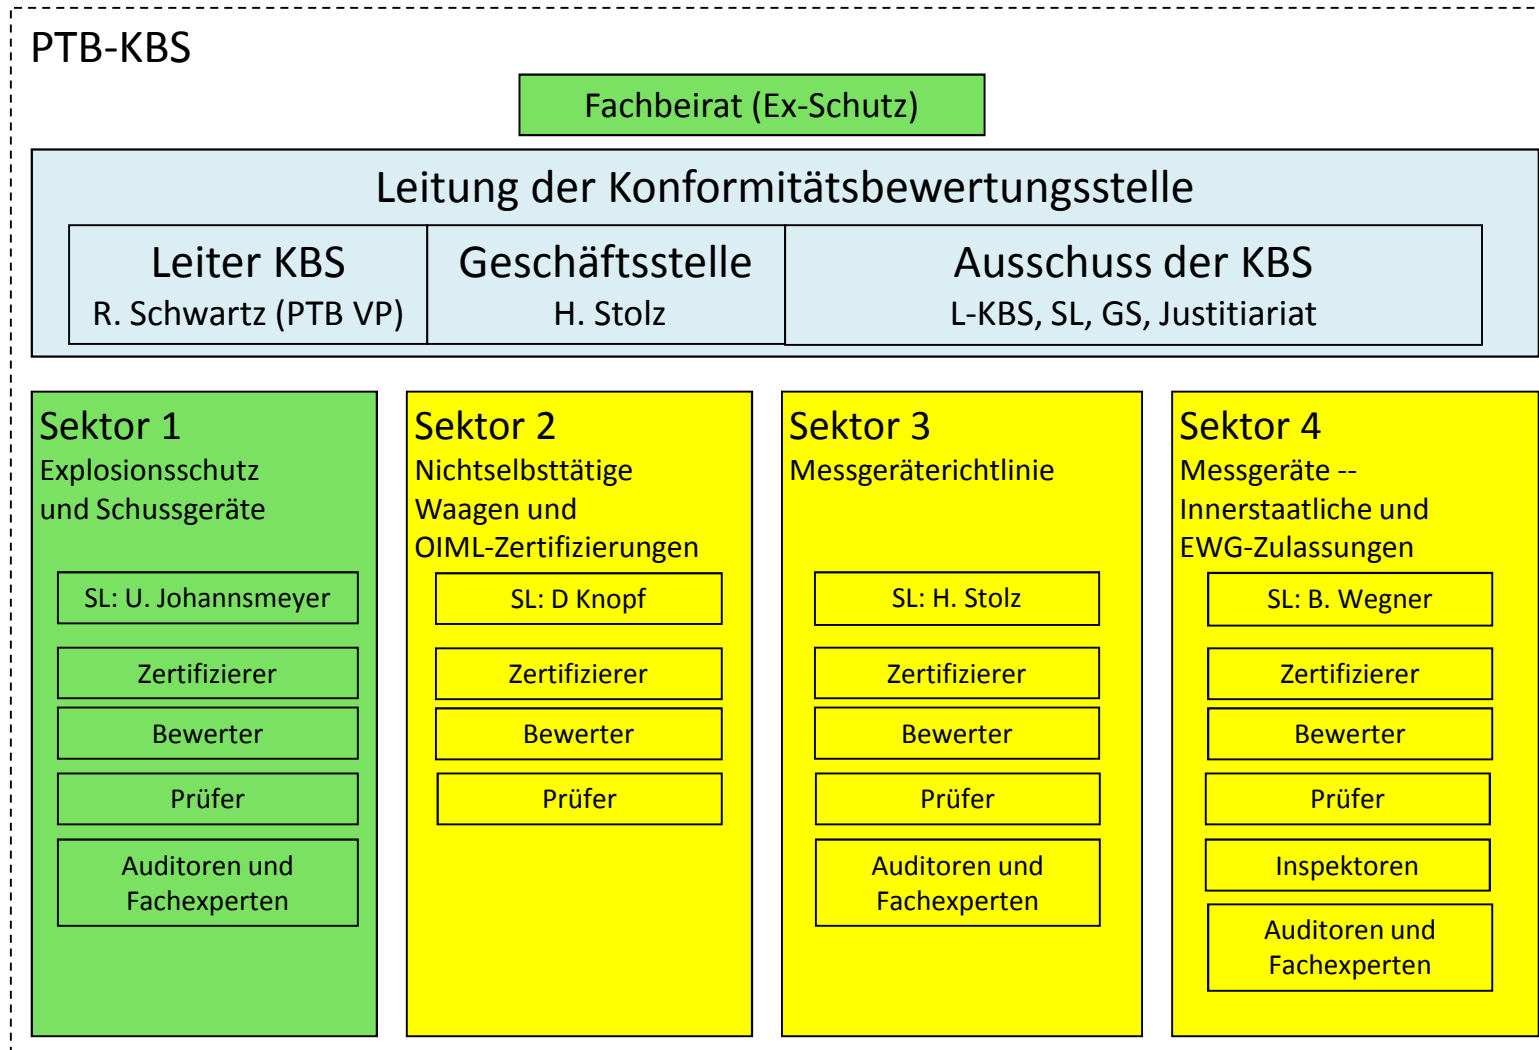 PTB-KBS
Fachbeirat (Ex-Schutz)
Leitung der Konformitätsbewertungsstelle
Leiter KBS
R. Schwartz (PTB VP)
Geschäftsstelle
H. Stolz
Ausschuss der KBS
L-KBS, SL, GS, Justitiariat
Sektor 1
Explosionsschutz
und Schussgeräte
SL: U. Johannsmeyer
Zertifizierer
Bewerter
Prüfer
Auditoren und
Fachexperten
Sektor 2
Nichtselbsttätige
Waagen und
OIML-Zertifizierungen
SL: D Knopf
Zertifizierer
Bewerter
Prüfer
Sektor 3
Messgeräterichtlinie
SL: H. Stolz
Zertifizierer
Bewerter
Prüfer
Auditoren und
Fachexperten
Sektor 4
Messgeräte --
Innerstaatliche und
EWG-Zulassungen
SL: B. Wegner
Zertifizierer
Bewerter
Prüfer
Inspektoren
Auditoren und
Fachexperten